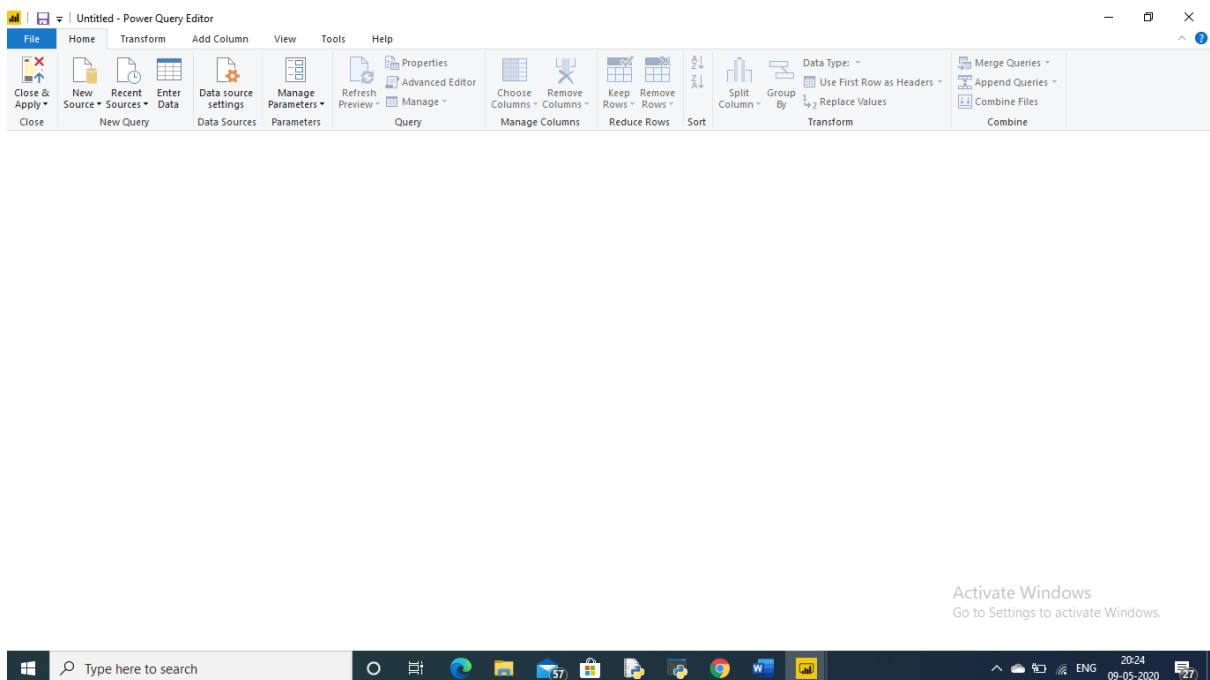 Untitled - Power Query Editor
File Home Transform Add Column View Tools Help
Close & Apply
New Source
Recent Sources
Enter Data
Data source settings
Manage Parameters
Refresh Preview
Properties
Advanced Editor
Manage
Choose Columns
Remove Columns
Keep Rows
Remove Rows
Split Column
Group By
Data Type:
Use First Row as Headers
Replace Values
Merge Queries
Append Queries
Combine Files
Close New Query Data Sources Parameters Query Manage Columns Reduce Rows Sort Transform Combine
Activate Windows
Go to Settings to activate Windows.
Type here to search
57
W
ENG
20:24
09-05-2020
27